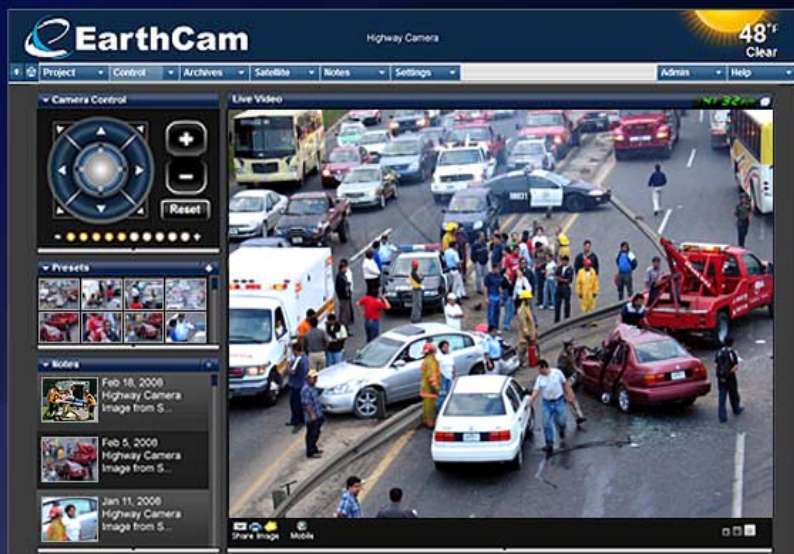 EarthCam
Highway Camera
48°F
Clear
Project
Control
Archives
Satellite
Notes
Settings
Admin
Help
Camera Control
Live Video
4:32
+
-
Reset
- +
Presets
Notes
Feb 18, 2008
Highway Camera
Image from S...
Feb 5, 2008
Highway Camera
Image from S...
Jan 11, 2008
Highway Camera
Image from S...
Share Image
Mobile